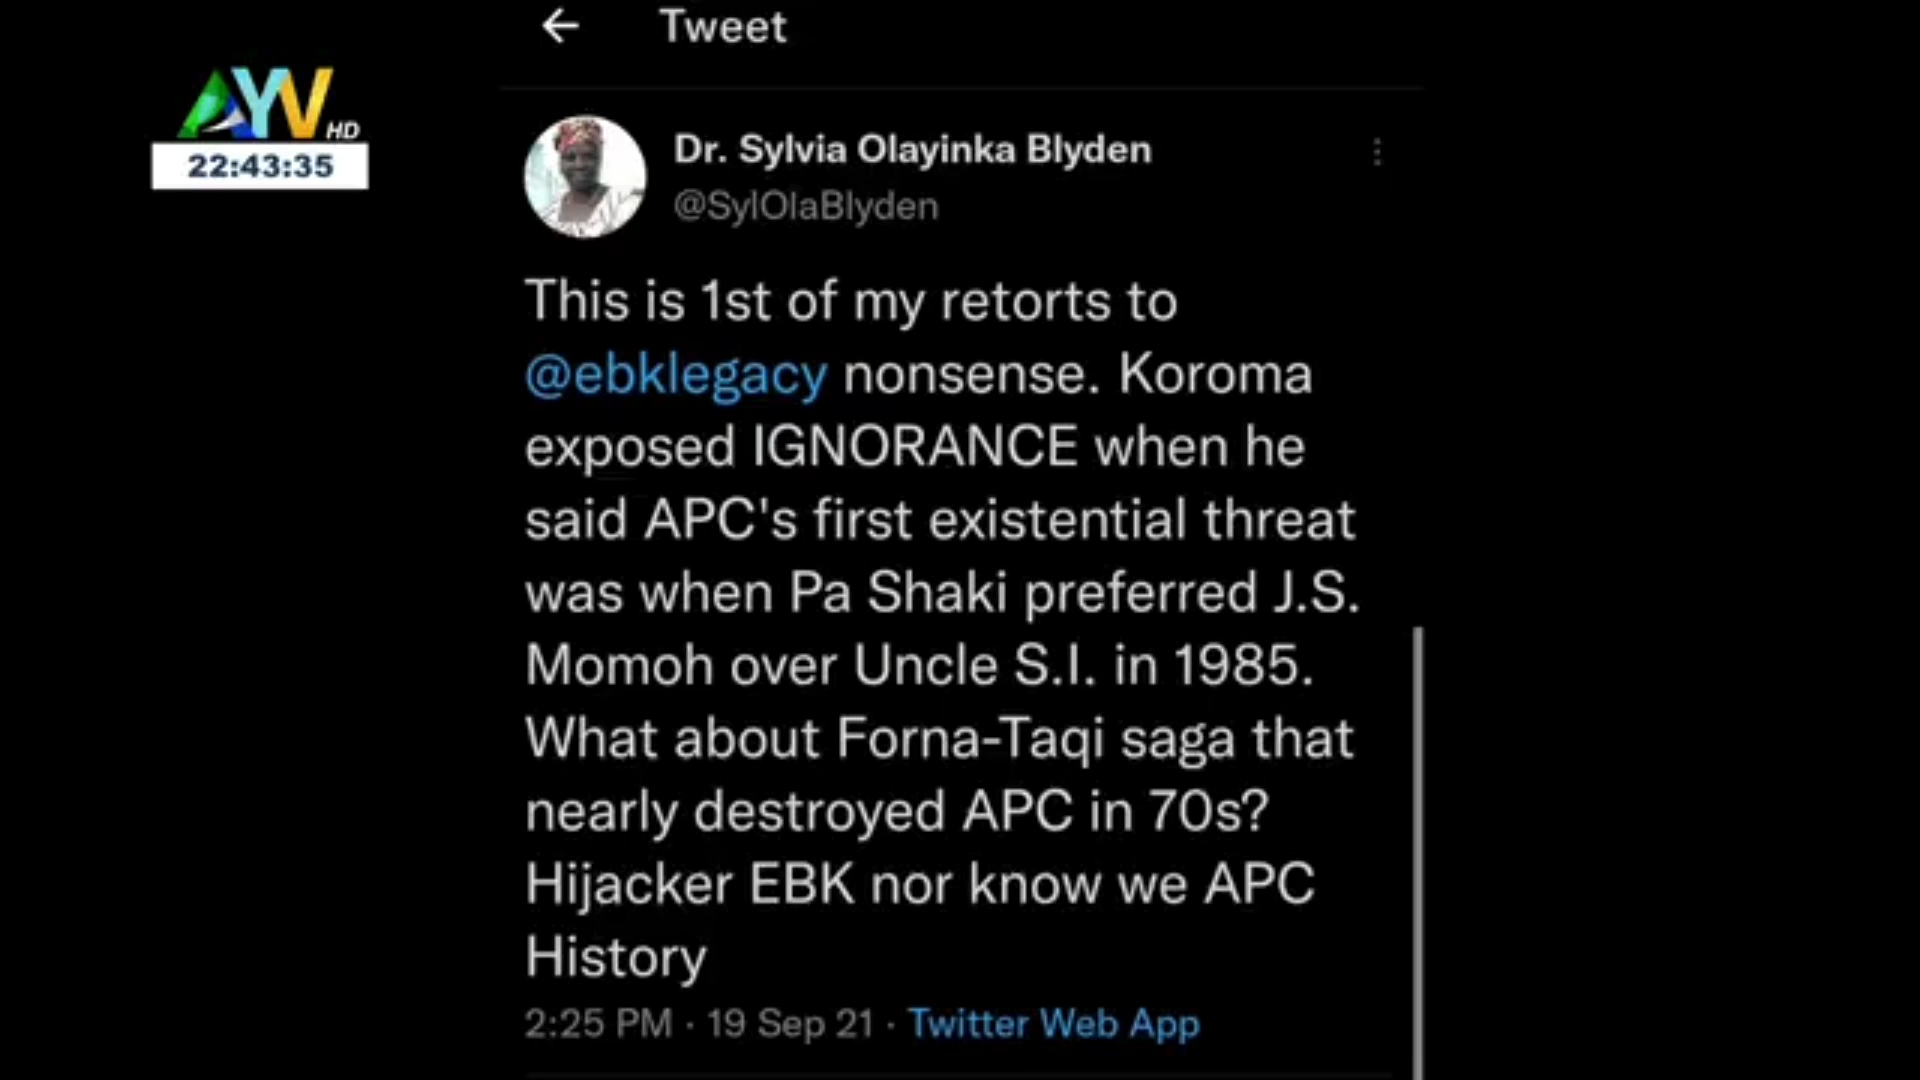 Tweet
AYV HD
22:43:35
Dr. Sylvia Olayinka Blyden
@SylOlaBlyden
This is 1st of my retorts to
@ebklegacy nonsense. Koroma
exposed IGNORANCE when he
said APC's first existential threat
was when Pa Shaki preferred J.S.
Momoh over Uncle S.I. in 1985.
What about Forna-Taqi saga that
nearly destroyed APC in 70s?
Hijacker EBK nor know we APC
History
2:25 PM · 19 Sep 21 · Twitter Web App